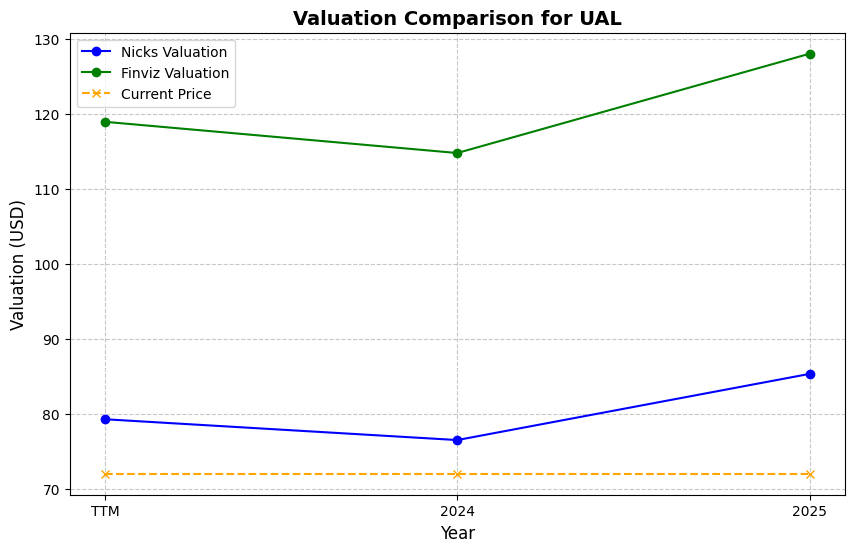 Valuation Comparison for UAL
Nicks Valuation
Finviz Valuation
Current Price
Valuation (USD)
130
120
110
100
90
80
70
TTM
2024
2025
Year